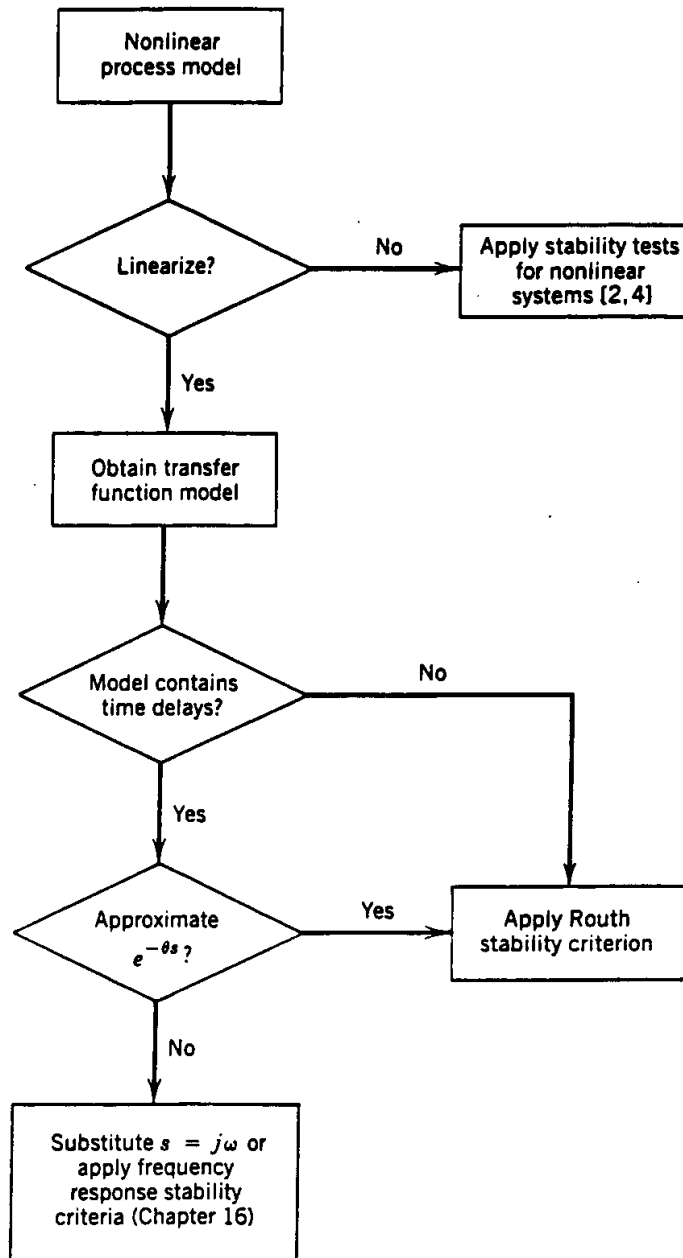 Nonlinear
process model
Linearize?
No
Apply stability tests
for nonlinear
systems [2, 4]
Yes
Obtain transfer
function model
Model contains
time delays?
No
Yes
Approximate
e^{-θs}?
Yes
Apply Routh
stability criterion
No
Substitute s = jω or
apply frequency
response stability
criteria (Chapter 16)